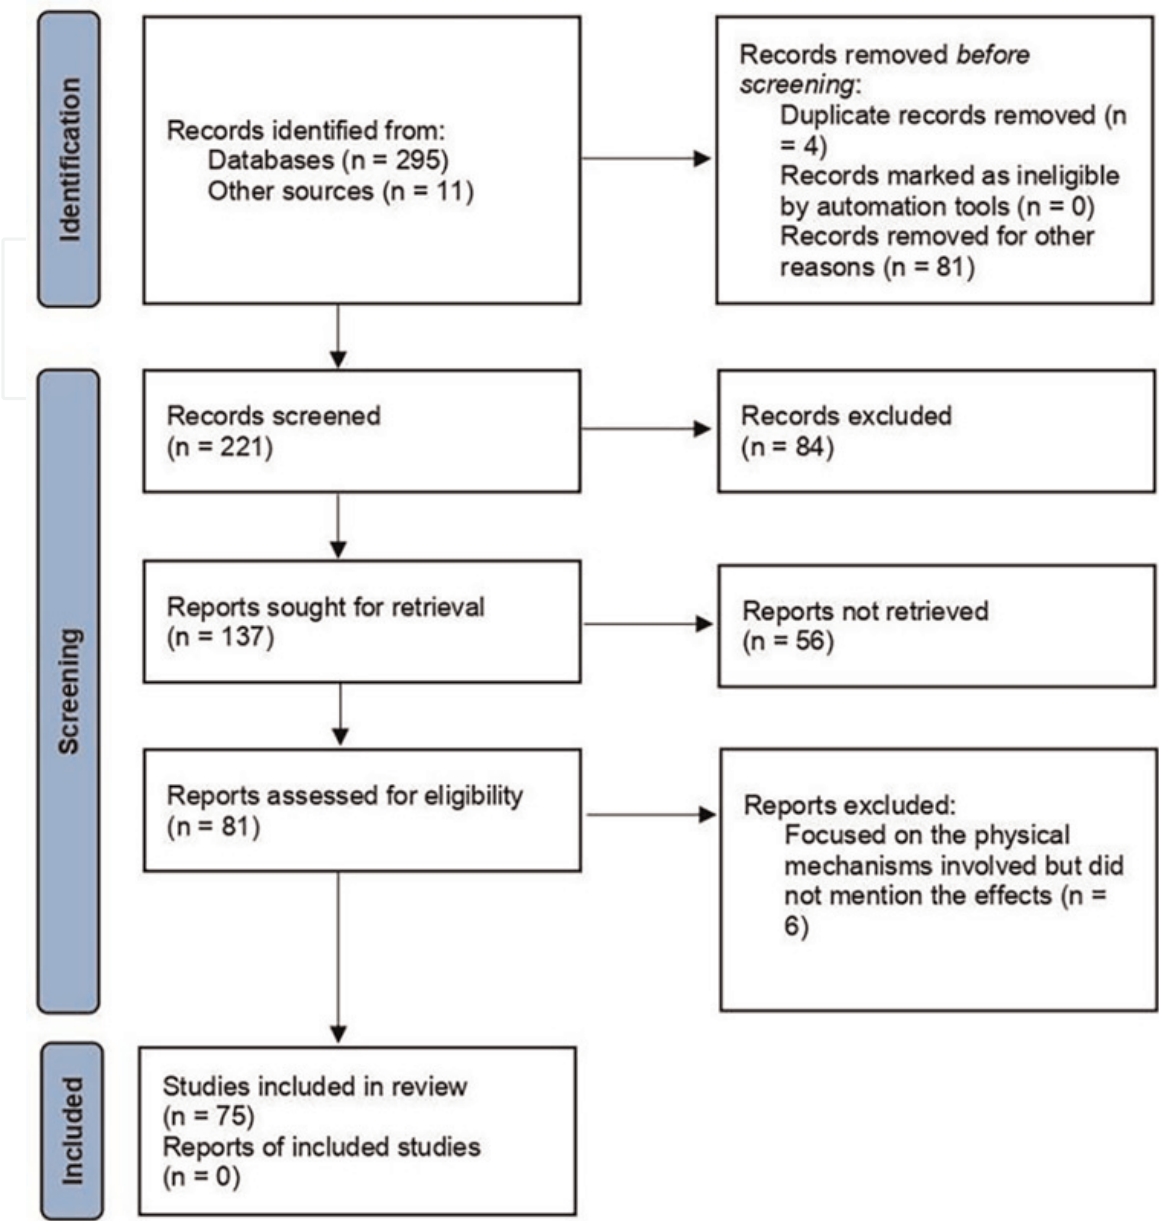 Identification
Records identified from:
Databases (n = 295)
Other sources (n = 11)
Records removed before
screening:
Duplicate records removed (n
= 4)
Records marked as ineligible
by automation tools (n = 0)
Records removed for other
reasons (n = 81)
Screening
Records screened
(n = 221)
Records excluded
(n = 84)
Reports sought for retrieval
(n = 137)
Reports not retrieved
(n = 56)
Reports assessed for eligibility
(n = 81)
Reports excluded:
Focused on the physical
mechanisms involved but did
not mention the effects (n =
6)
Included
Studies included in review
(n = 75)
Reports of included studies
(n = 0)